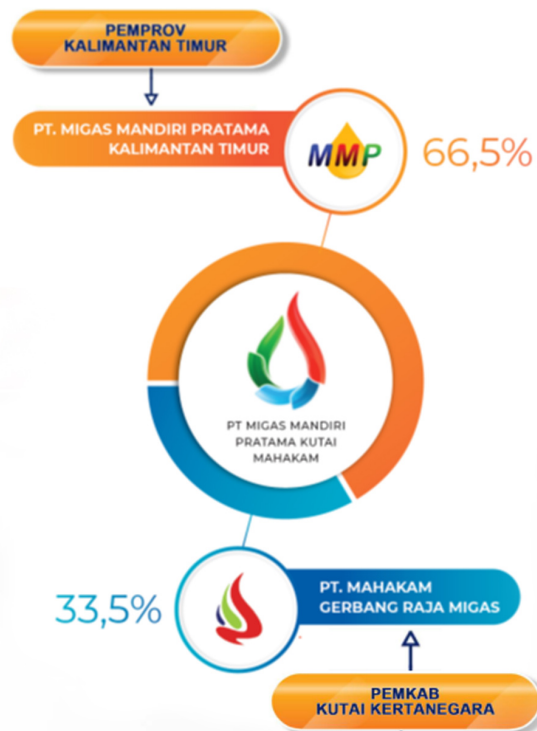 PEMPROV
KALIMANTAN TIMUR
PT. MIGAS MANDIRI PRATAMA
KALIMANTAN TIMUR
MMP
66,5%
PT MIGAS MANDIRI
PRATAMA KUTAI
MAHAKAM
33,5%
PT. MAHAKAM
GERBANG RAJA MIGAS
PEMKAB
KUTAI KERTANEGARA